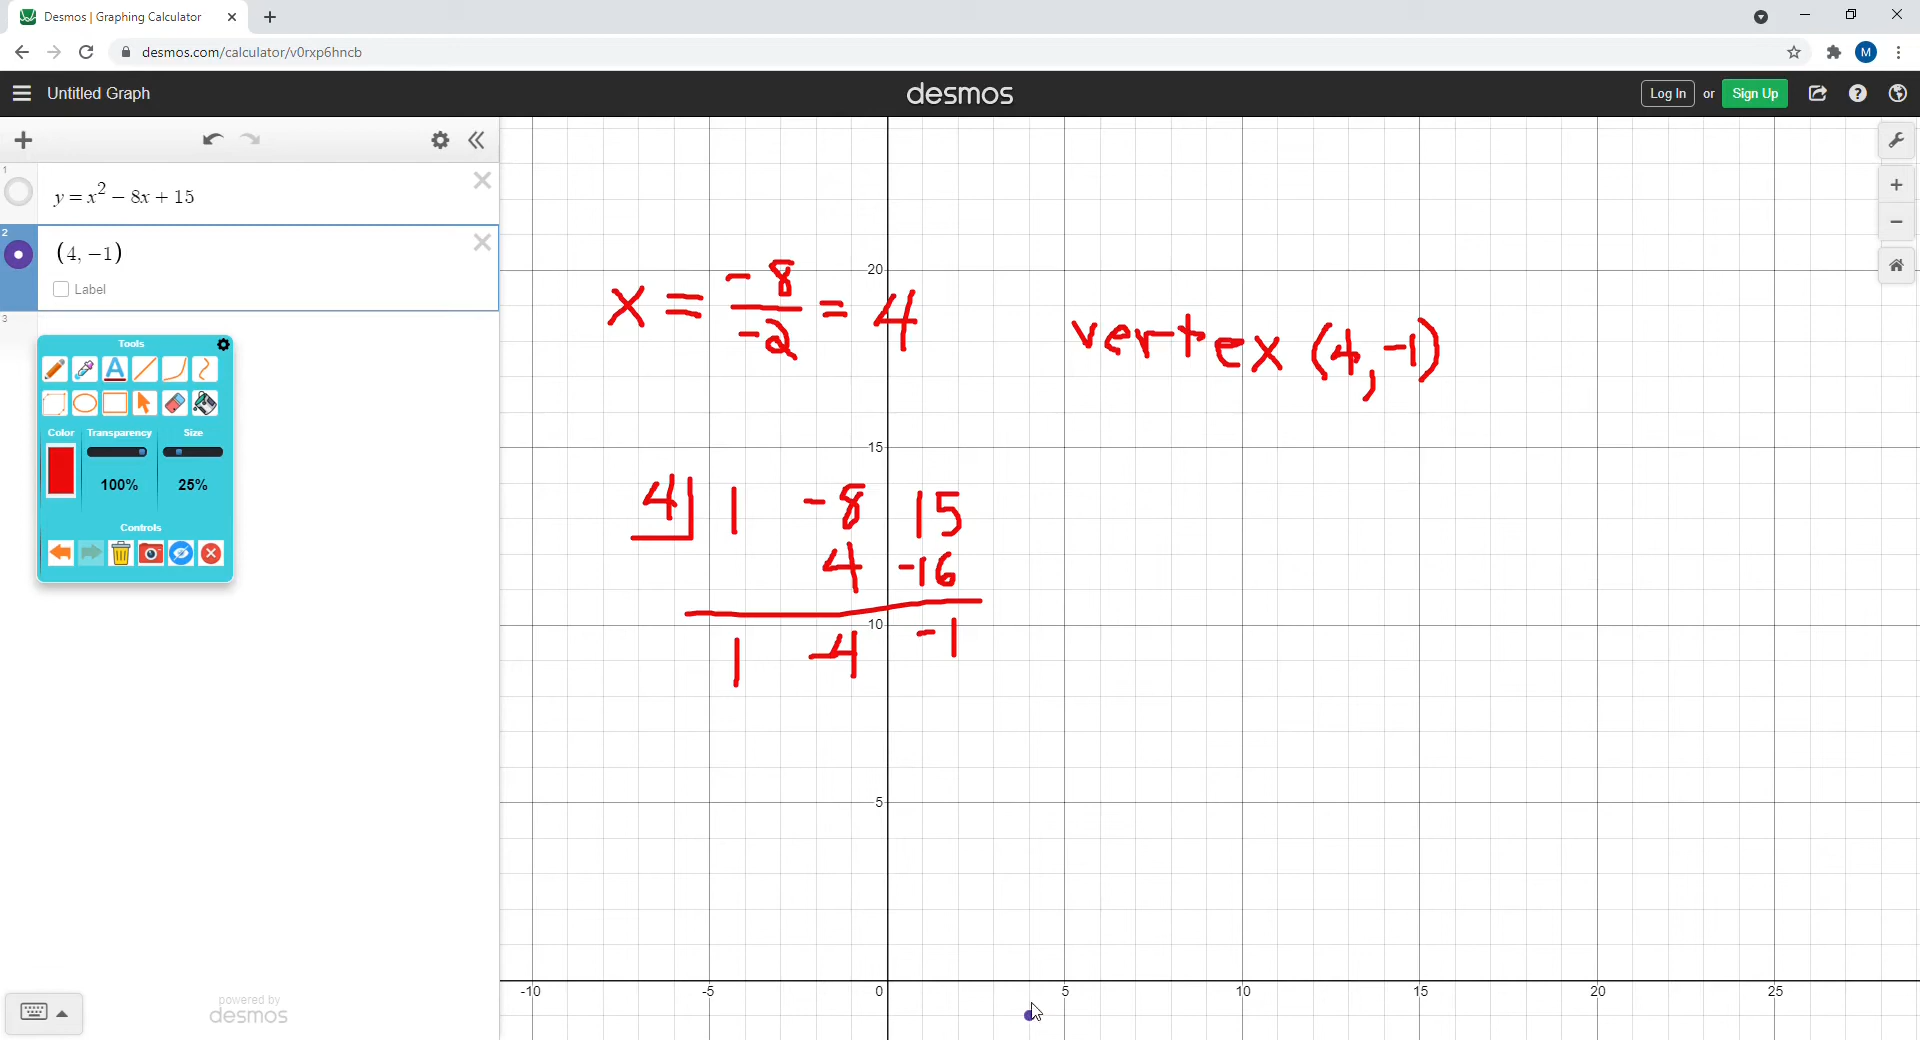 Desmos | Graphing Calculator
desmos.com/calculator/v0rxp6hncb
M
Untitled Graph
desmos
Log In or Sign Up
1
y = x² − 8x + 15
2
(4, −1)
Label
3
Tools
A
Color Transparency Size
100% 25%
Controls
powered by
desmos
x = -8/-2 = 4
vertex (4, -1)
4 1 -8 15
4 -16
1 -4 -1
20
15
10
5
-10 -5 0 5 10 15 20 25